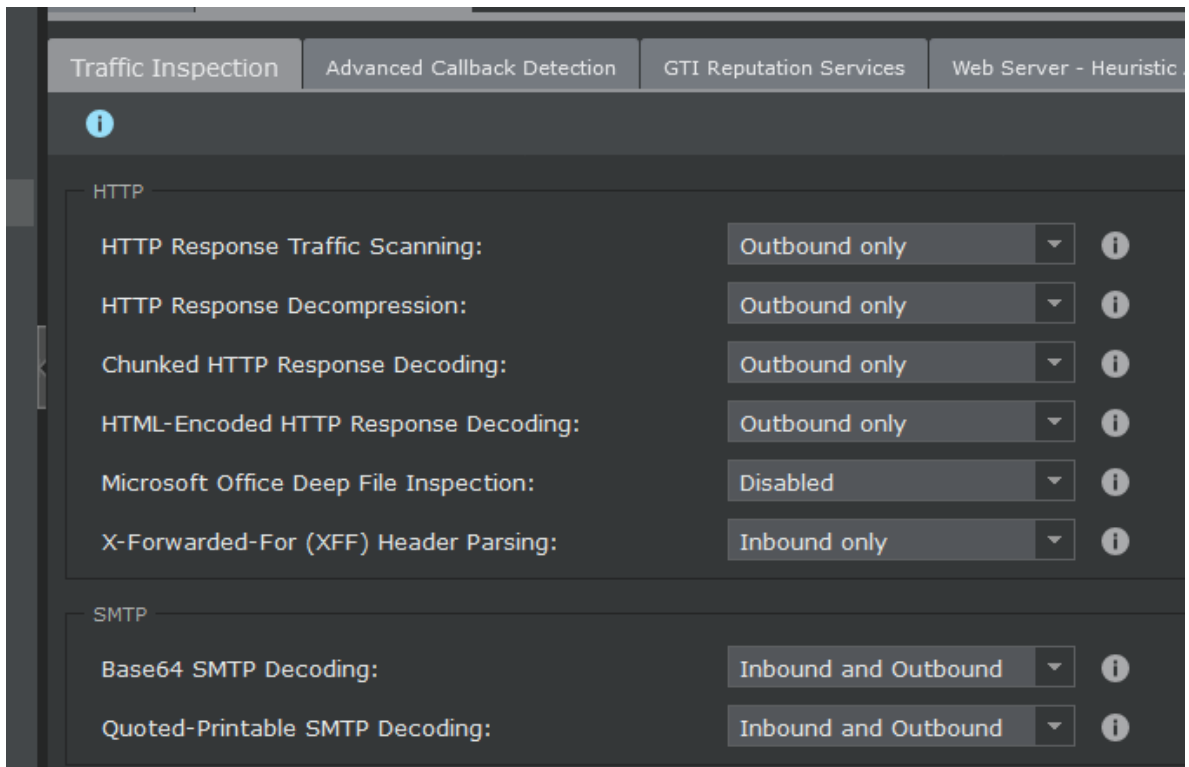 Traffic Inspection Advanced Callback Detection GTI Reputation Services Web Server - Heuristic
HTTP
HTTP Response Traffic Scanning: Outbound only
HTTP Response Decompression: Outbound only
Chunked HTTP Response Decoding: Outbound only
HTML-Encoded HTTP Response Decoding: Outbound only
Microsoft Office Deep File Inspection: Disabled
X-Forwarded-For (XFF) Header Parsing: Inbound only
SMTP
Base64 SMTP Decoding: Inbound and Outbound
Quoted-Printable SMTP Decoding: Inbound and Outbound